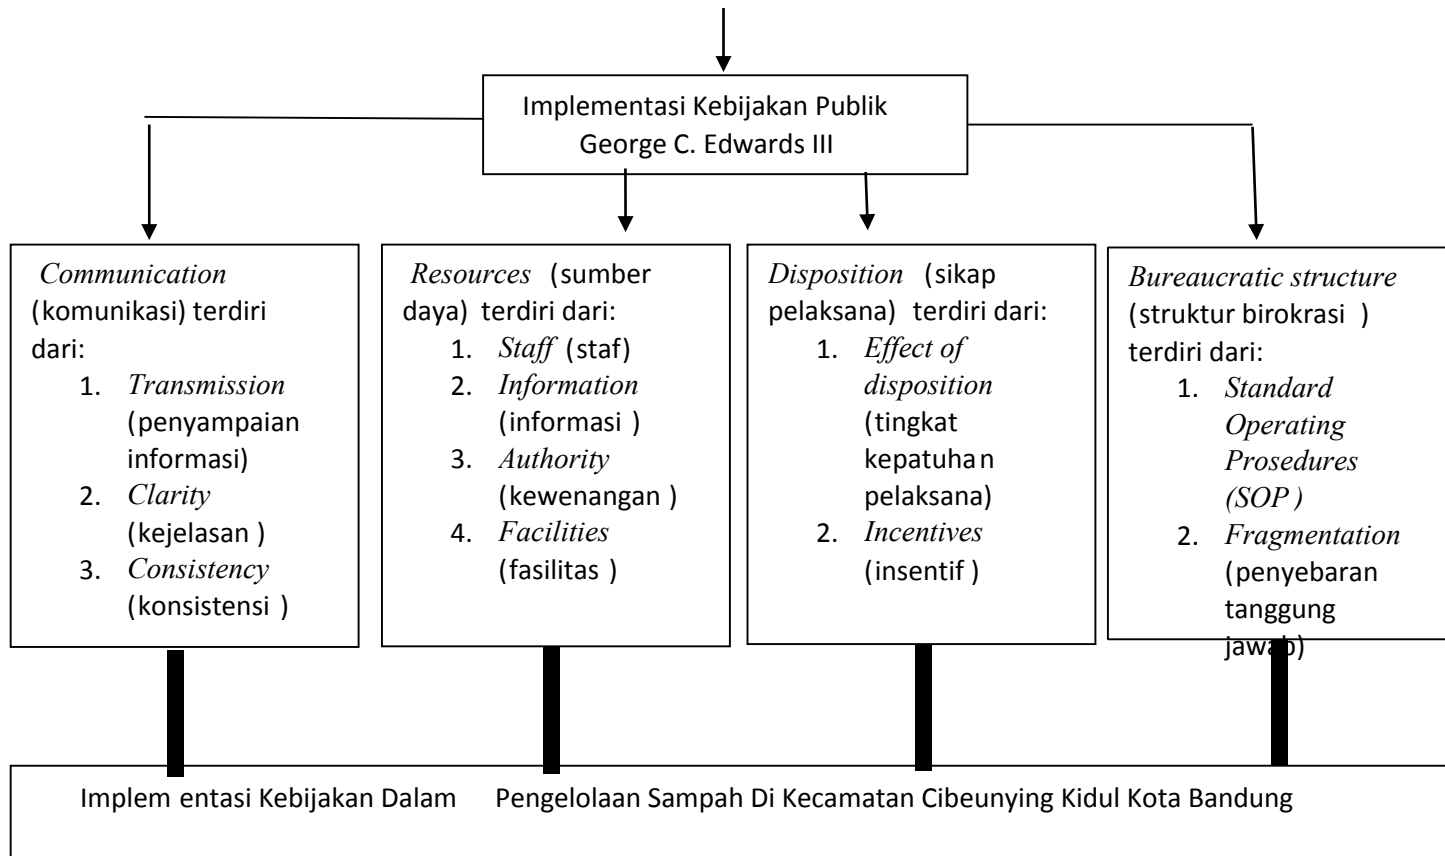 Implementasi Kebijakan Publik
George C. Edwards III
Communication
(komunikasi) terdiri
dari:
1. Transmission
(penyampaian
informasi)
2. Clarity
(kejelasan )
3. Consistency
(konsistensi )
Resources (sumber
daya) terdiri dari:
1. Staff (staf)
2. Information
(informasi )
3. Authority
(kewenangan )
4. Facilities
(fasilitas )
Disposition (sikap
pelaksana) terdiri dari:
1. Effect of
disposition
(tingkat
kepatuhan
pelaksana)
2. Incentives
(insentif )
Bureaucratic structure
(struktur birokrasi )
terdiri dari:
1. Standard
Operating
Prosedures
(SOP )
2. Fragmentation
(penyebaran
tanggung
jawab)
Implem entasi Kebijakan Dalam Pengelolaan Sampah Di Kecamatan Cibeunying Kidul Kota Bandung